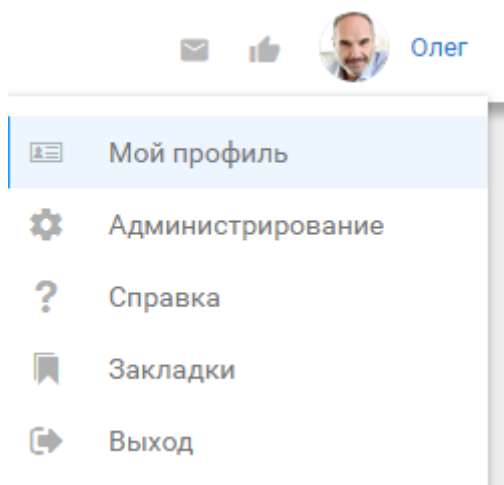 Олег
Мой профиль
Администрирование
Справка
Закладки
Выход